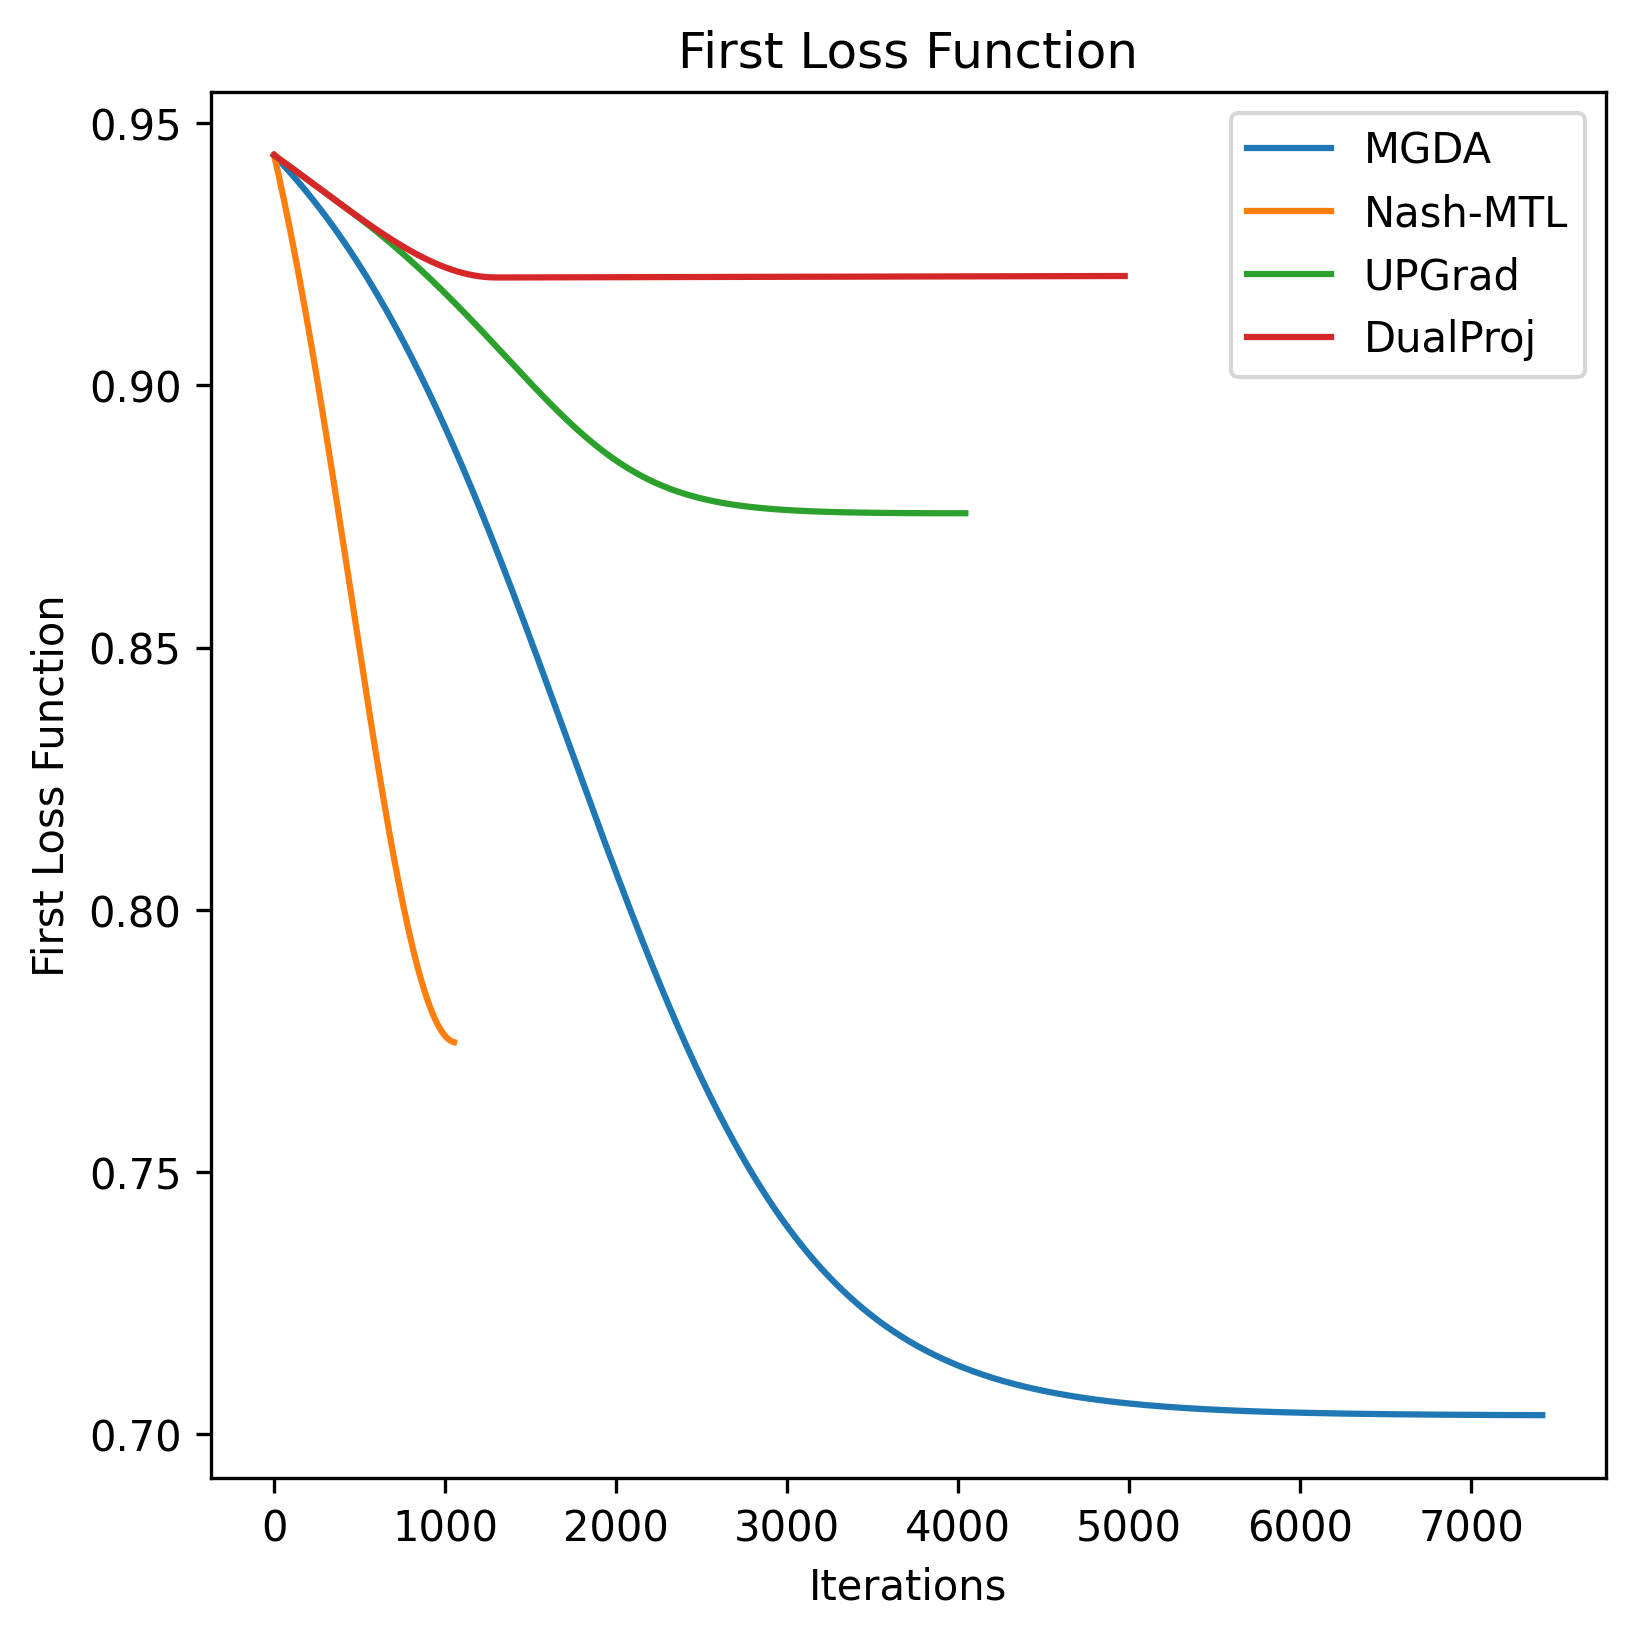 First Loss Function
MGDA
Nash-MTL
UPGrad
DualProj
First Loss Function
0.95
0.90
0.85
0.80
0.75
0.70
0 1000 2000 3000 4000 5000 6000 7000
Iterations